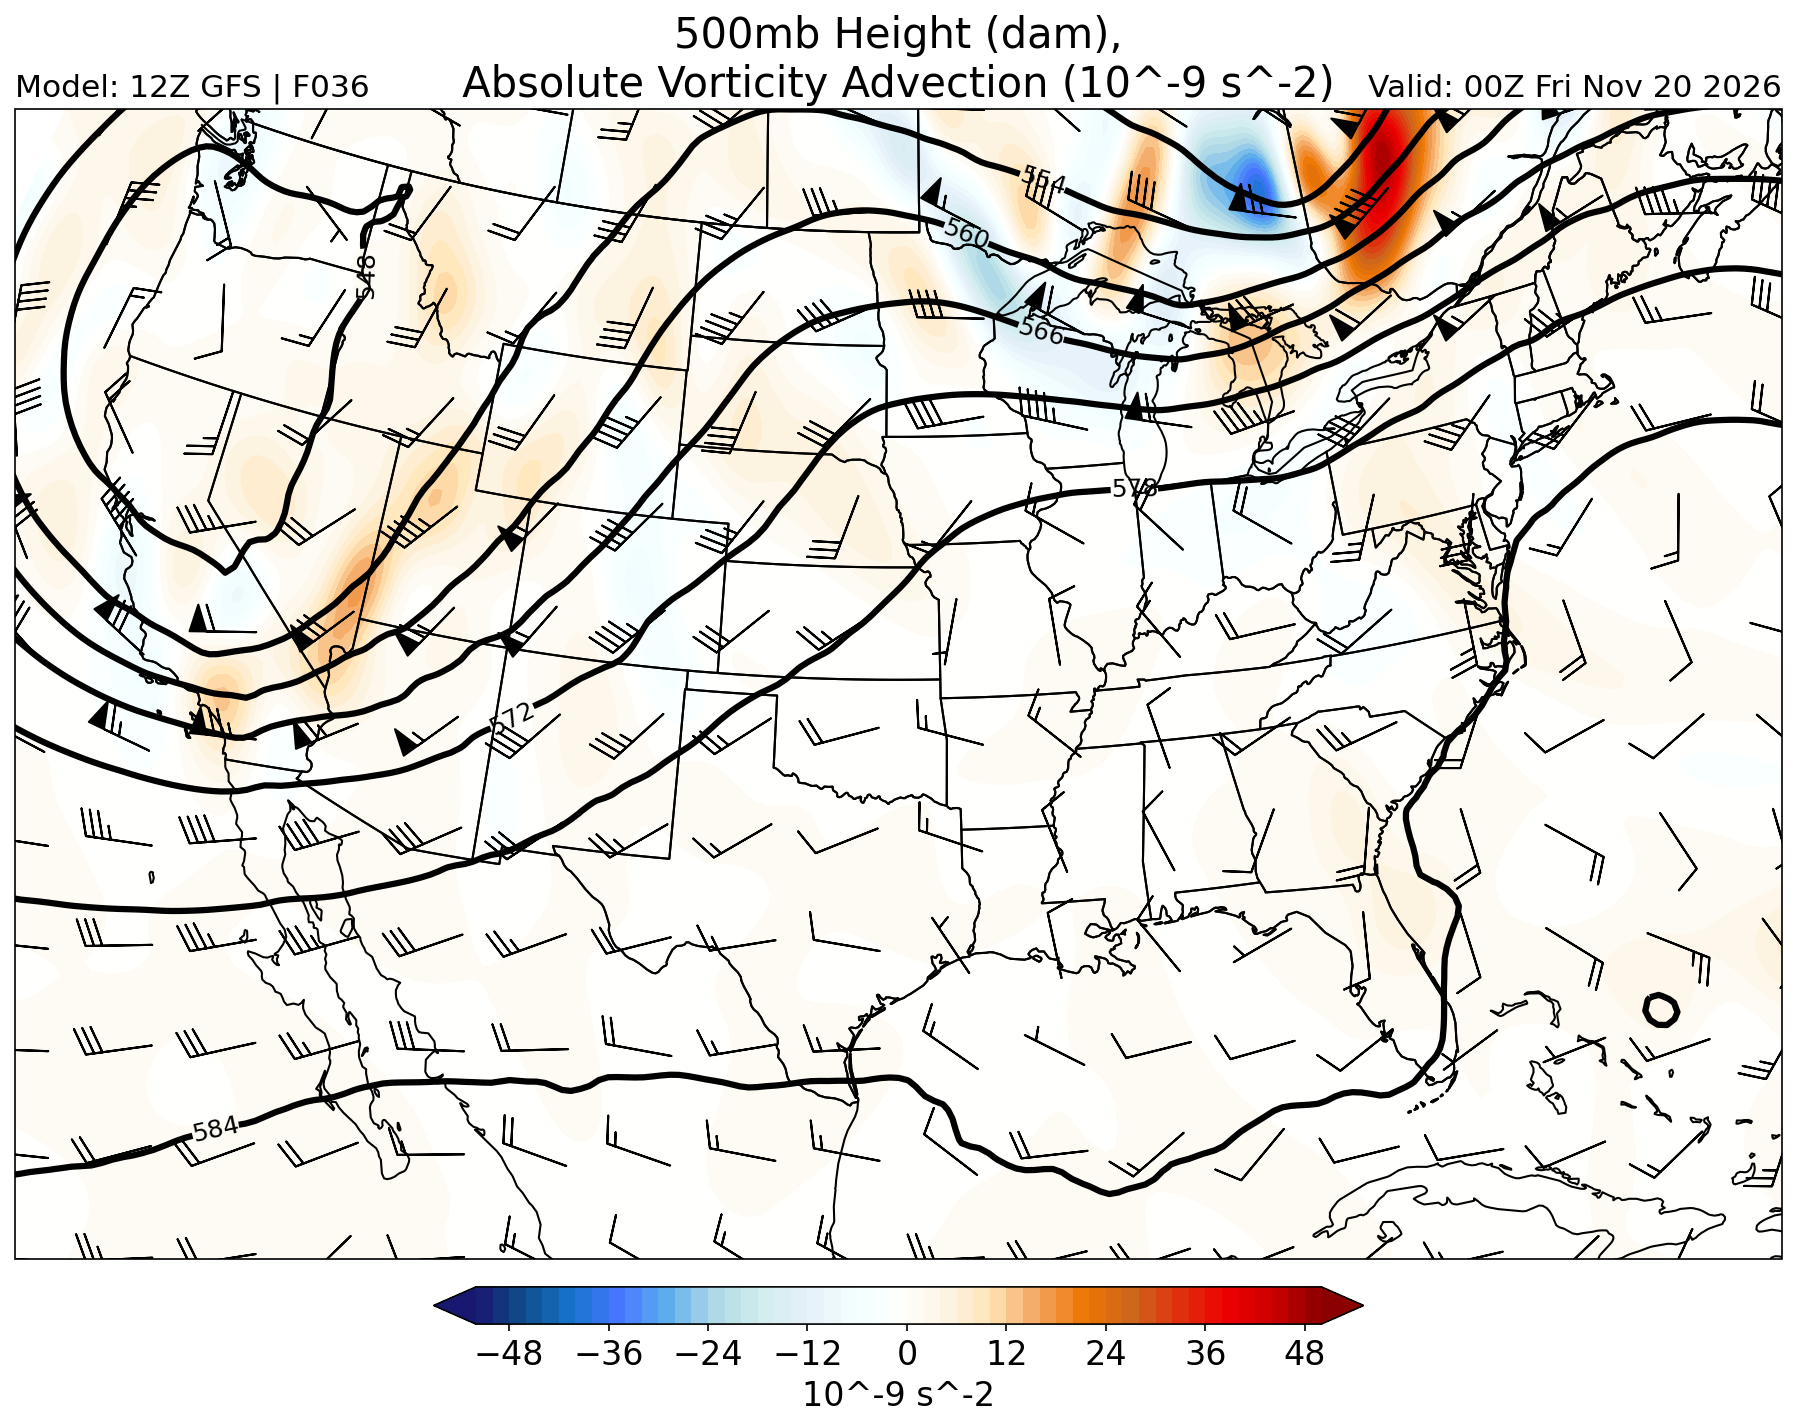 500mb Height (dam),
Model: 12Z GFS | F036
Absolute Vorticity Advection (10^-9 s^-2)
Valid: 00Z Fri Nov 20 2026
554
560
548
566
578
572
584
−48 −36 −24 −12 0 12 24 36 48
10^-9 s^-2